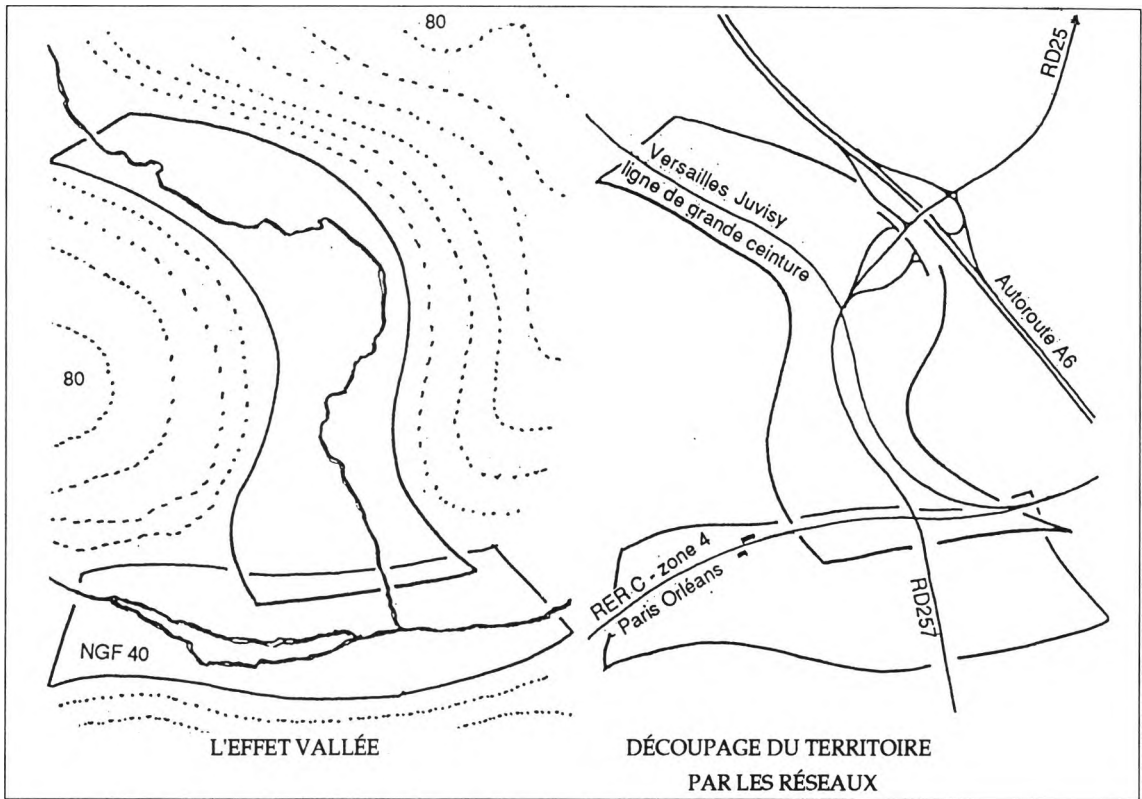 80
80
NGF 40
L'EFFET VALLÉE
RD25
Versailles Juvisy
ligne de grande ceinture
Autoroute A6
RER C - zone 4
Paris Orléans
RD257
DÉCOUPAGE DU TERRITOIRE
PAR LES RÉSEAUX